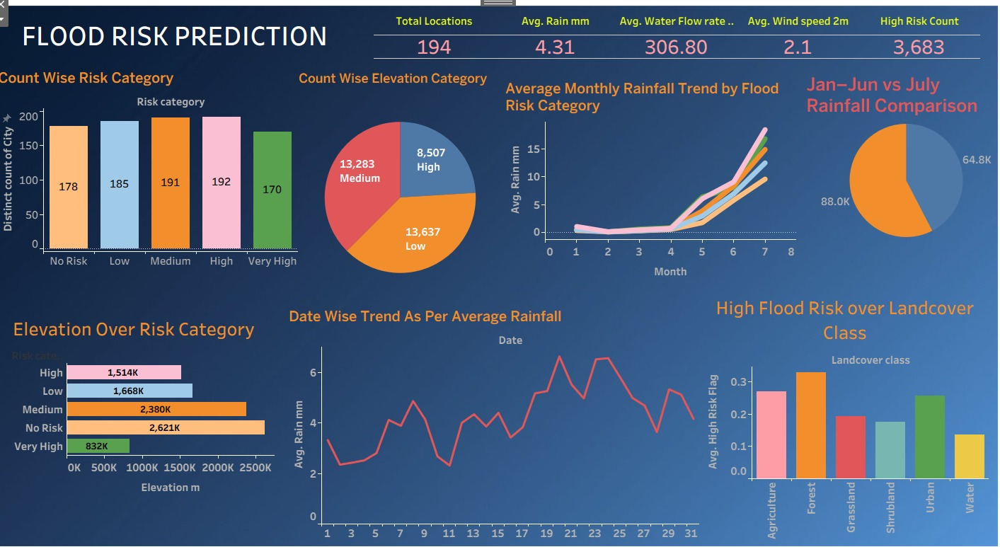 FLOOD RISK PREDICTION
Total Locations
Avg. Rain mm
Avg. Water Flow rate ..
Avg. Wind speed 2m
High Risk Count
194
4.31
306.80
2.1
3,683
Count Wise Risk Category
Risk category
Distinct count of City
200
150
100
50
0
178
185
191
192
170
No Risk
Low
Medium
High
Very High
Count Wise Elevation Category
13,283
Medium
8,507
High
13,637
Low
Average Monthly Rainfall Trend by Flood
Risk Category
Avg. Rain mm
15
10
5
0
0
1
2
3
4
5
6
7
8
Month
Jan–Jun vs July
Rainfall Comparison
64.8K
88.0K
Elevation Over Risk Category
Risk cate..
High
1,514K
Low
1,668K
Medium
2,380K
No Risk
2,621K
Very High
832K
0K
500K
1000K
1500K
2000K
2500K
Elevation m
Date Wise Trend As Per Average Rainfall
Date
Avg. Rain mm
6
4
2
0
1
3
5
7
9
11
13
15
17
19
21
23
25
27
29
31
High Flood Risk over Landcover
Class
Landcover class
Avg. High Risk Flag
0.3
0.2
0.1
0.0
Agriculture
Forest
Grassland
Shrubland
Urban
Water